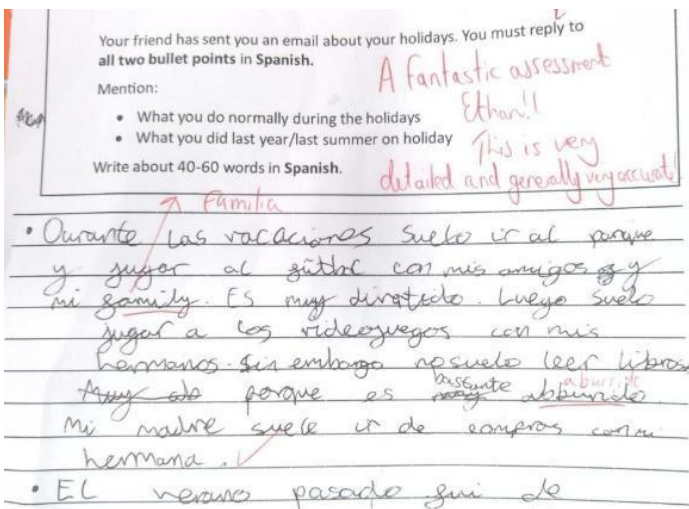 Your friend has sent you an email about your holidays. You must reply to
all two bullet points in Spanish.
Mention:
• What you do normally during the holidays
• What you did last year/last summer on holiday
Write about 40-60 words in Spanish.
A fantastic assessment
Ethan!!
This is very
detailed and generally very accurate!
Familia
• Durante las vacaciones suelo ir al parque
y jugar al con mis amigos y
mi family. Es muy divertido. Luego suelo
jugar a los videojuegos con mis
hermanos. Sin embargo no suelo leer libros
porque es bastante abburido.
aburrido
Mi madre suele ir de compras con mi
hermana.
• El verano pasado fui de